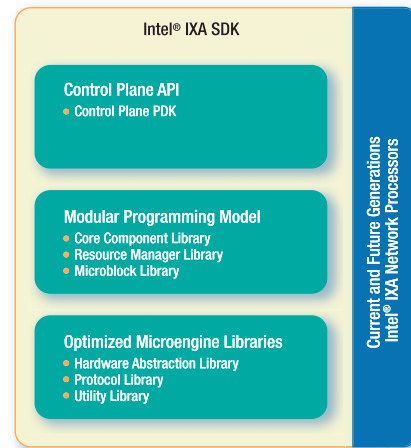 Intel® IXA SDK
Control Plane API
• Control Plane PDK
Modular Programming Model
• Core Component Library
• Resource Manager Library
• Microblock Library
Optimized Microengine Libraries
• Hardware Abstraction Library
• Protocol Library
• Utility Library
Current and Future Generations
Intel® IXA Network Processors